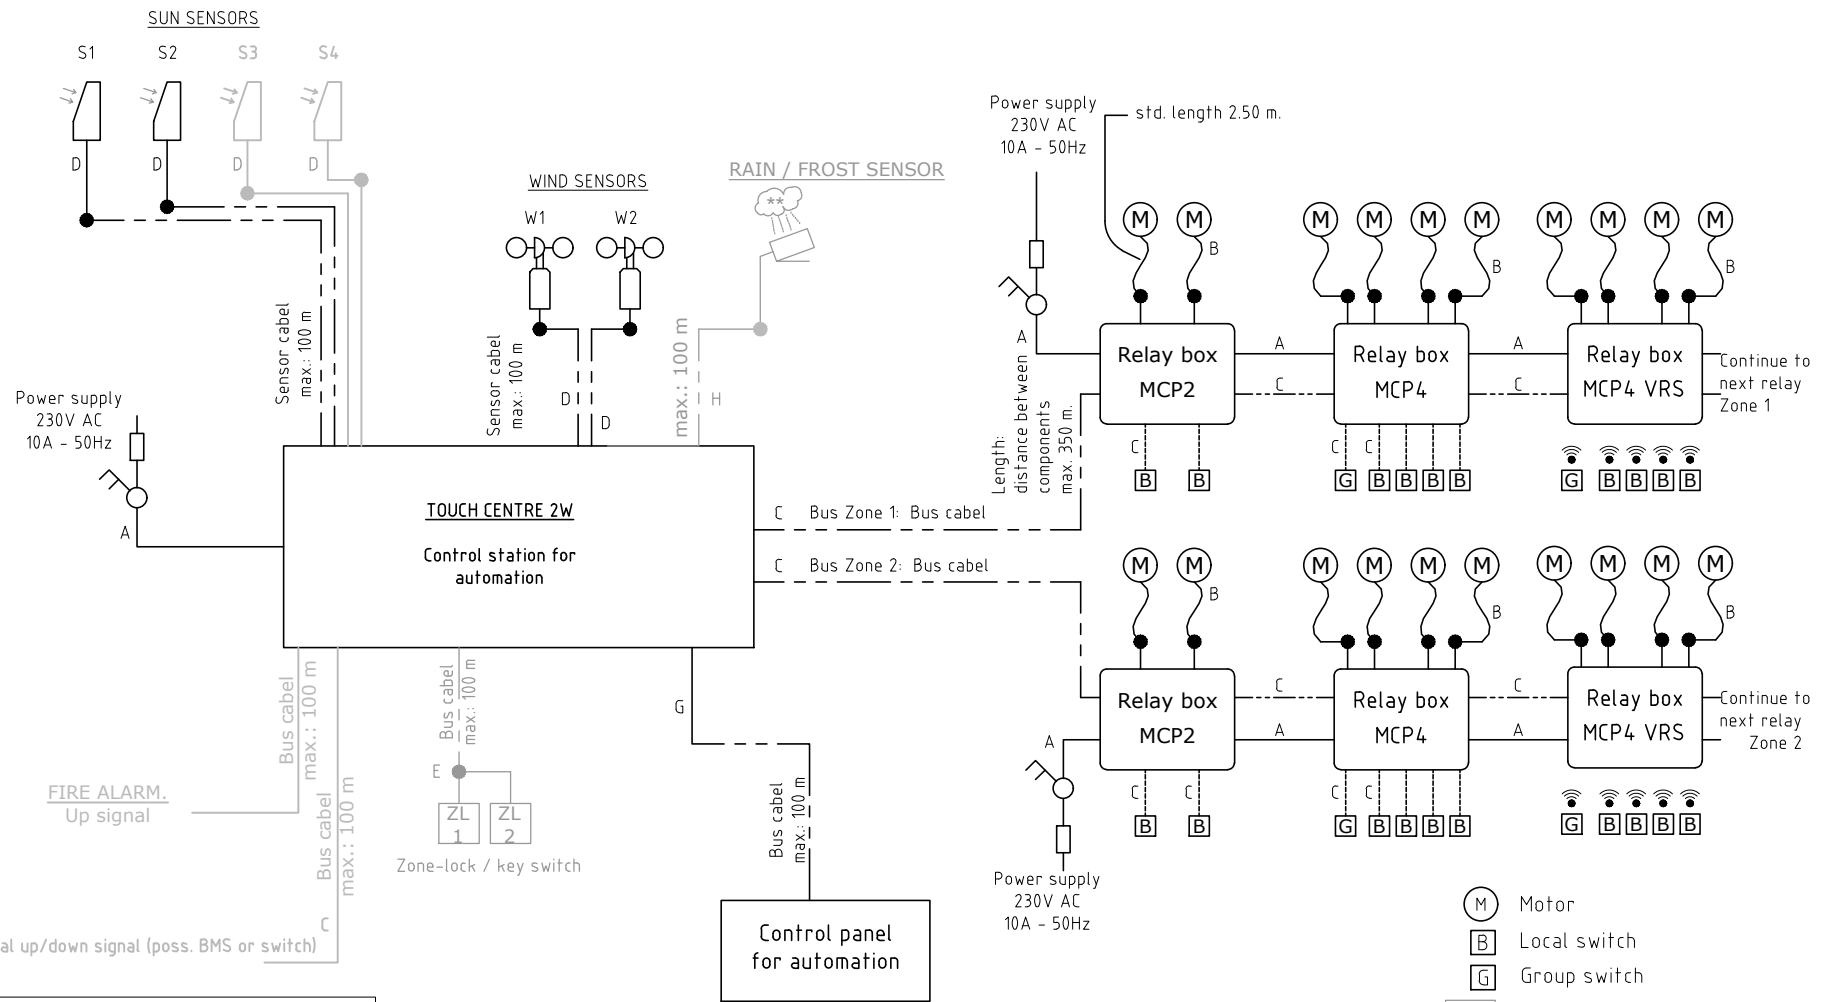 SUN SENSORS
S1
S2
S3
S4
D
D
D
D
Sensor cabel
max.: 100 m
WIND SENSORS
W1
W2
Sensor cabel
max.: 100 m
D
D
RAIN / FROST SENSOR
**
max.: 100 m
H
Power supply
230V AC
10A - 50Hz
A
TOUCH CENTRE 2W
Control station for
automation
C Bus Zone 1: Bus cabel
C Bus Zone 2: Bus cabel
Power supply
230V AC
10A - 50Hz
std. length 2.50 m.
A
Length:
distance between
components
max. 350 m.
M
M
B
M
M
M
M
B
M
M
M
M
B
Relay box
MCP2
A
C
Relay box
MCP4
A
C
Relay box
MCP4 VRS
Continue to
next relay
Zone 1
C
C
C
B
B
G
B
B
B
B
G
B
B
B
B
M
M
B
M
M
M
M
B
M
M
M
M
B
Relay box
MCP2
C
A
Relay box
MCP4
C
A
Relay box
MCP4 VRS
Continue to
next relay
Zone 2
A
C
C
C
C
B
B
G
B
B
B
B
G
B
B
B
B
Power supply
230V AC
10A - 50Hz
Bus cabel
max.: 100 m
FIRE ALARM.
Up signal
Bus cabel
max.: 100 m
C
al up/down signal (poss. BMS or switch)
Bus cabel
max.: 100 m
E
ZL
1
ZL
2
Zone-lock / key switch
G
Bus cabel
max.: 100 m
Control panel
for automation
M Motor
B Local switch
G Group switch